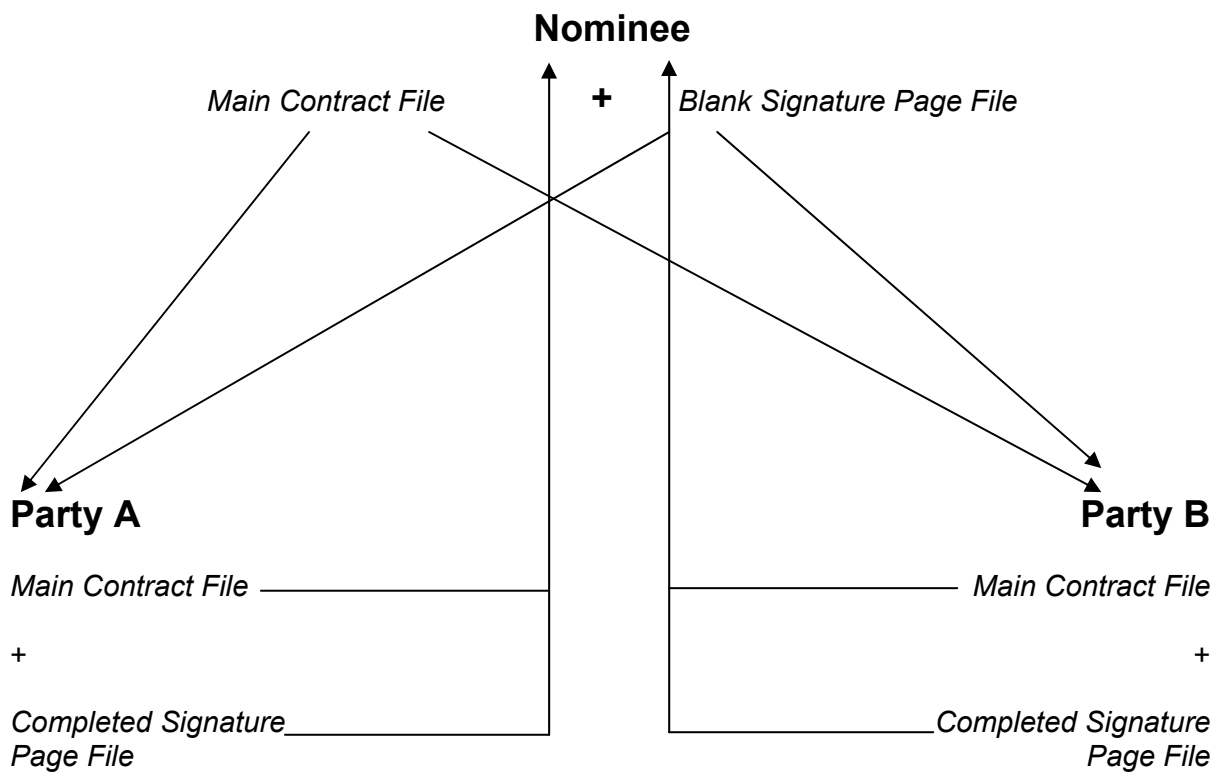 Nominee
Main Contract File + Blank Signature Page File
Party A Party B
Main Contract File Main Contract File
+ +
Completed Signature Completed Signature
Page File Page File